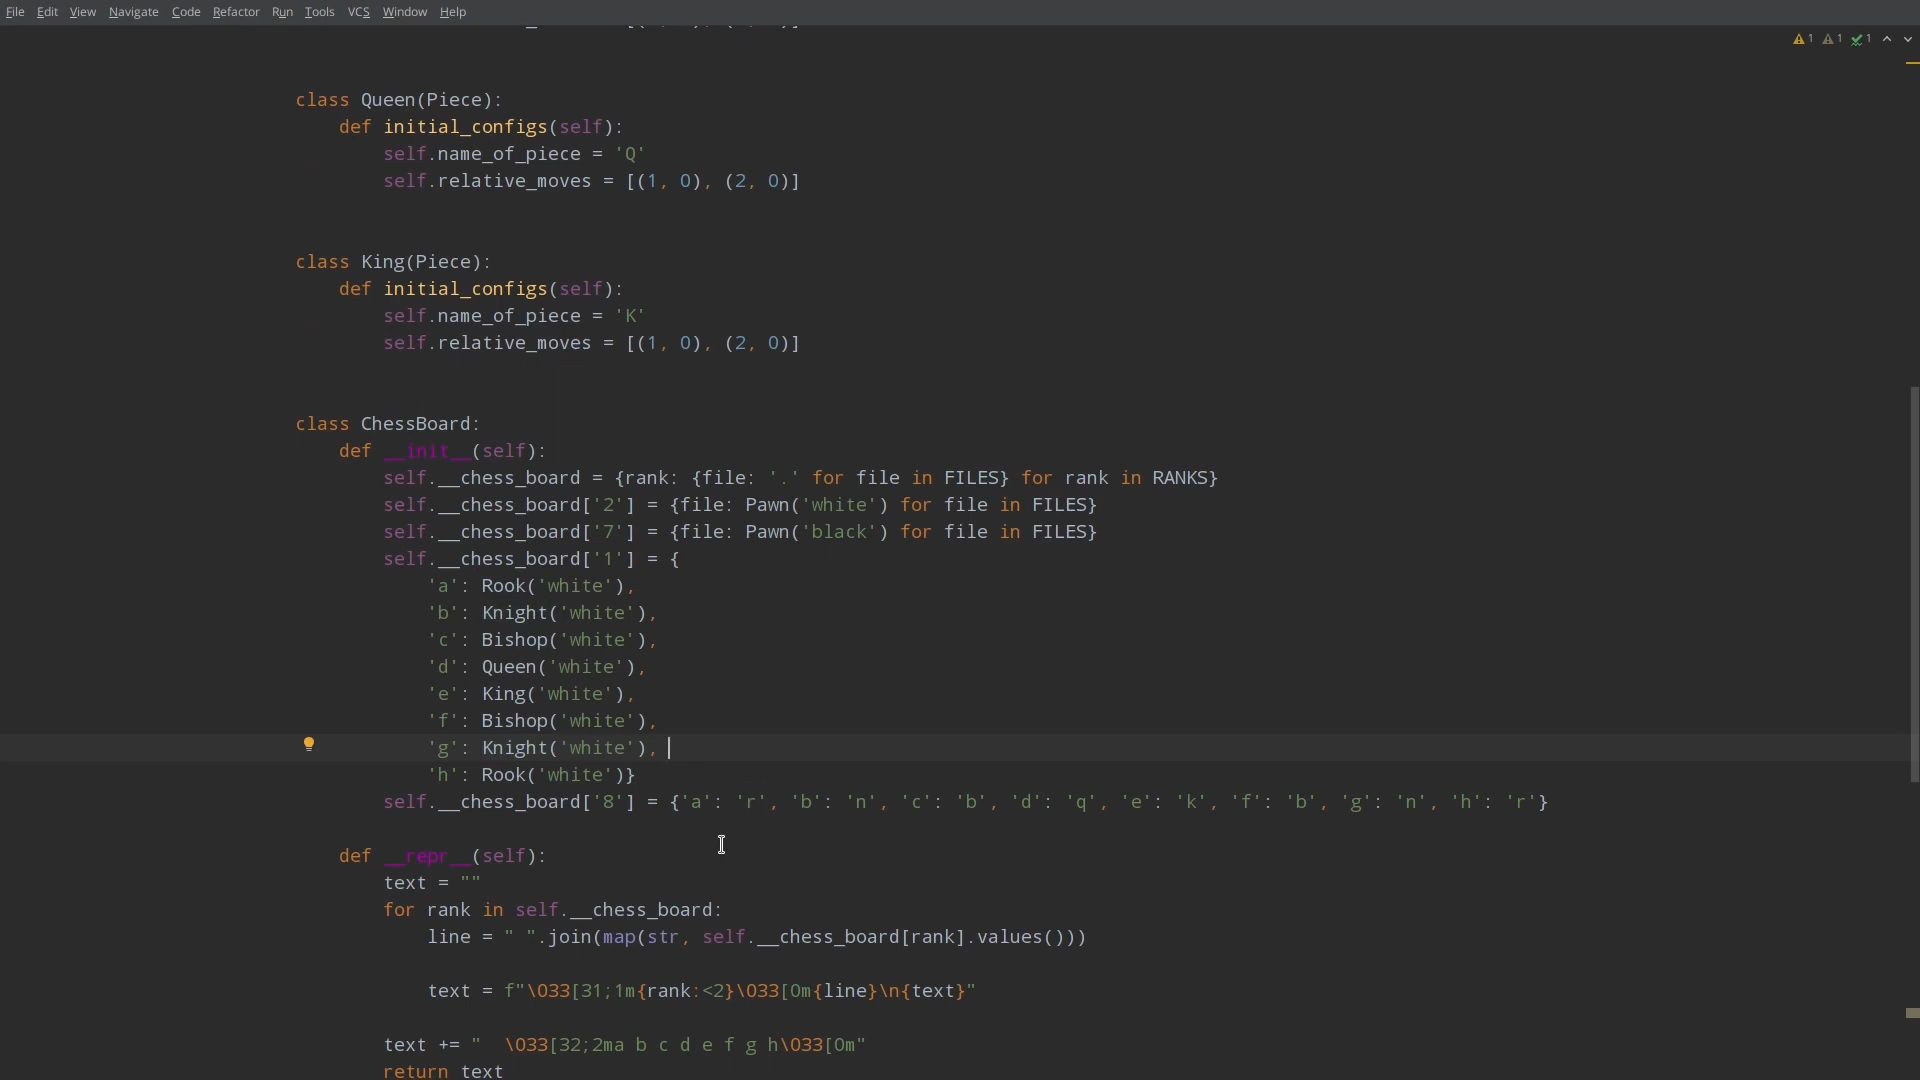 File Edit View Navigate Code Refactor Run Tools VCS Window Help
1 1 1
class Queen(Piece):
def initial_configs(self):
self.name_of_piece = 'Q'
self.relative_moves = [(1, 0), (2, 0)]
class King(Piece):
def initial_configs(self):
self.name_of_piece = 'K'
self.relative_moves = [(1, 0), (2, 0)]
class ChessBoard:
def __init__(self):
self.__chess_board = {rank: {file: '.' for file in FILES} for rank in RANKS}
self.__chess_board['2'] = {file: Pawn('white') for file in FILES}
self.__chess_board['7'] = {file: Pawn('black') for file in FILES}
self.__chess_board['1'] = {
'a': Rook('white'),
'b': Knight('white'),
'c': Bishop('white'),
'd': Queen('white'),
'e': King('white'),
'f': Bishop('white'),
'g': Knight('white'),
'h': Rook('white')}
self.__chess_board['8'] = {'a': 'r', 'b': 'n', 'c': 'b', 'd': 'q', 'e': 'k', 'f': 'b', 'g': 'n', 'h': 'r'}
def __repr__(self):
text = ""
for rank in self.__chess_board:
line = " ".join(map(str, self.__chess_board[rank].values()))
text = f"\033[31;1m{rank:<2}\033[0m{line}\n{text}"
text += "  \033[32;2ma b c d e f g h\033[0m"
return text